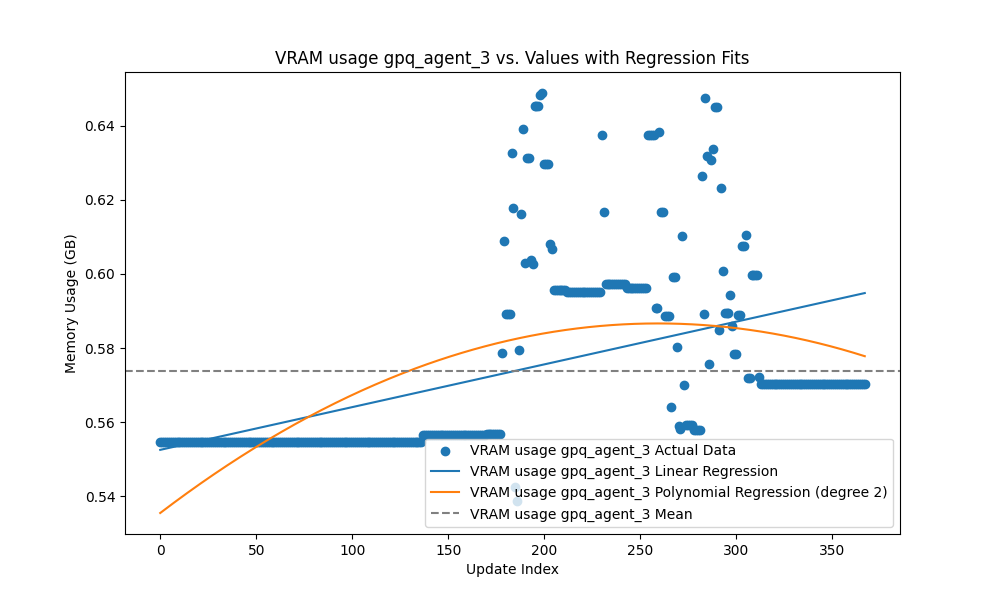 VRAM usage gpq_agent_3 vs. Values with Regression Fits
Memory Usage (GB)
0.64
0.62
0.60
0.58
0.56
0.54
VRAM usage gpq_agent_3 Actual Data
VRAM usage gpq_agent_3 Linear Regression
VRAM usage gpq_agent_3 Polynomial Regression (degree 2)
VRAM usage gpq_agent_3 Mean
0 50 100 150 200 250 300 350
Update Index